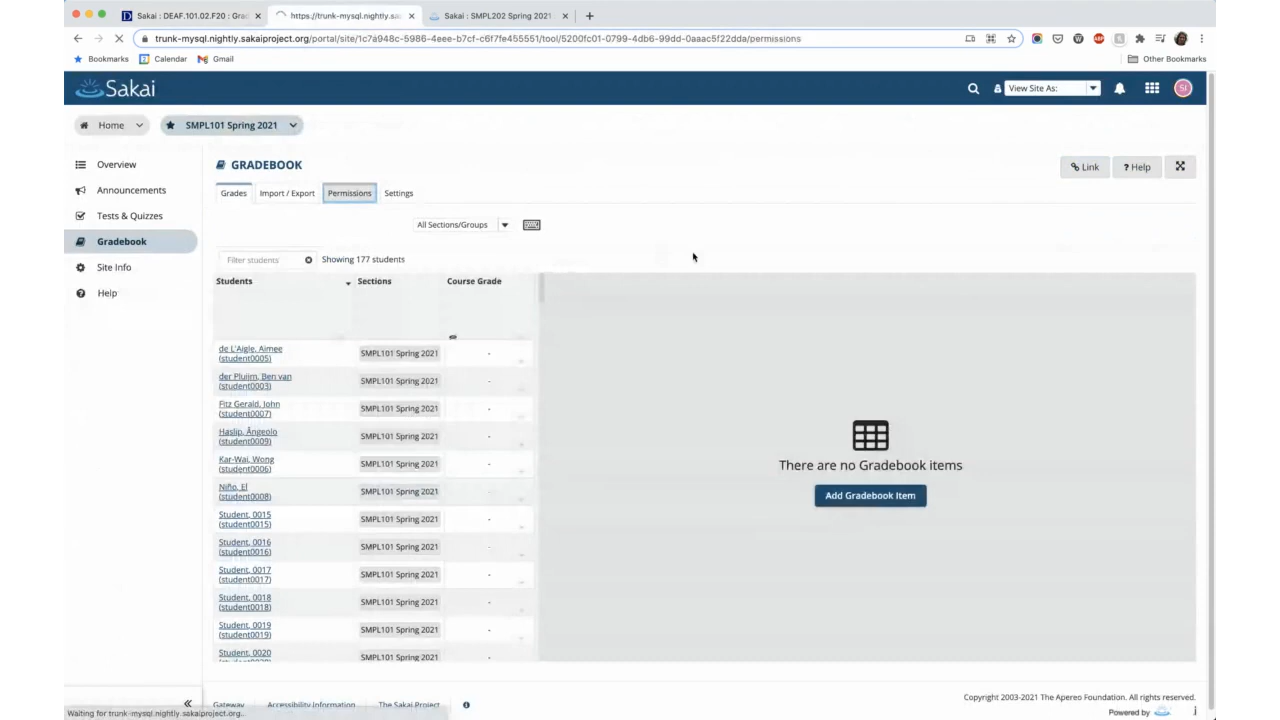 Sakai : DEAF.101.02.F20 : Grad
https://trunk-mysql.nightly.sa
Sakai : SMPL202 Spring 2021
trunk-mysql.nightly.sakaiproject.org/portal/site/1c7a948c-5986-4eee-b7cf-c6f7fe455551/tool/5200fc01-0799-4db6-99dd-0aaac5f22dda/permissions
Bookmarks Calendar Gmail Other Bookmarks
Sakai View Site As: SI
Home SMPL101 Spring 2021
Overview
Announcements
Tests & Quizzes
Gradebook
Site Info
Help
GRADEBOOK
Link ? Help
Grades Import / Export Permissions Settings
All Sections/Groups
Filter students Showing 177 students
Students Sections Course Grade
de L'Aigle, Aimee
(student0005) SMPL101 Spring 2021 -
der Pluijm, Ben van
(student0003) SMPL101 Spring 2021 -
Fitz Gerald, John
(student0007) SMPL101 Spring 2021 -
Haslip, Ângeolo
(student0009) SMPL101 Spring 2021 -
Kar-Wai, Wong
(student0006) SMPL101 Spring 2021 -
Niño, El
(student0008) SMPL101 Spring 2021 -
Student, 0015
(student0015) SMPL101 Spring 2021 -
Student, 0016
(student0016) SMPL101 Spring 2021 -
Student, 0017
(student0017) SMPL101 Spring 2021 -
Student, 0018
(student0018) SMPL101 Spring 2021 -
Student, 0019
(student0019) SMPL101 Spring 2021 -
Student, 0020
SMPL101 Spring 2021 -
There are no Gradebook items
Add Gradebook Item
Gateway Accessibility Information The Sakai Project
Copyright 2003-2021 The Apereo Foundation. All rights reserved.
Powered by
Waiting for trunk-mysql.nightly.sakaiproject.org...